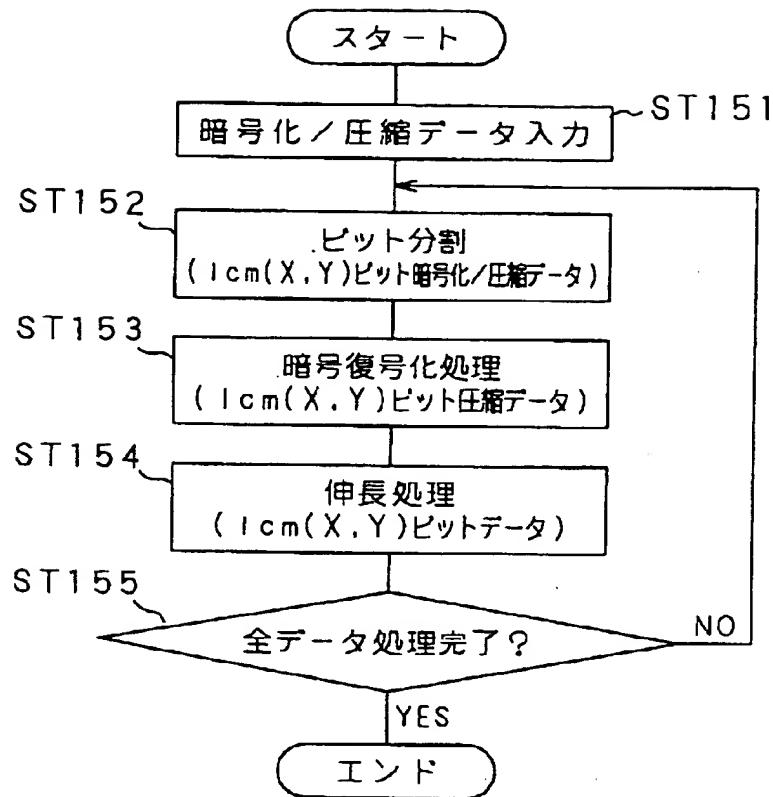 スタート
ST151
暗号化/圧縮データ入力
ST152
ビット分割
(lcm(X,Y)ビット暗号化/圧縮データ)
ST153
暗号復号化処理
(lcm(X,Y)ビット圧縮データ)
ST154
伸長処理
(lcm(X,Y)ビットデータ)
ST155
全データ処理完了?
NO
YES
エンド